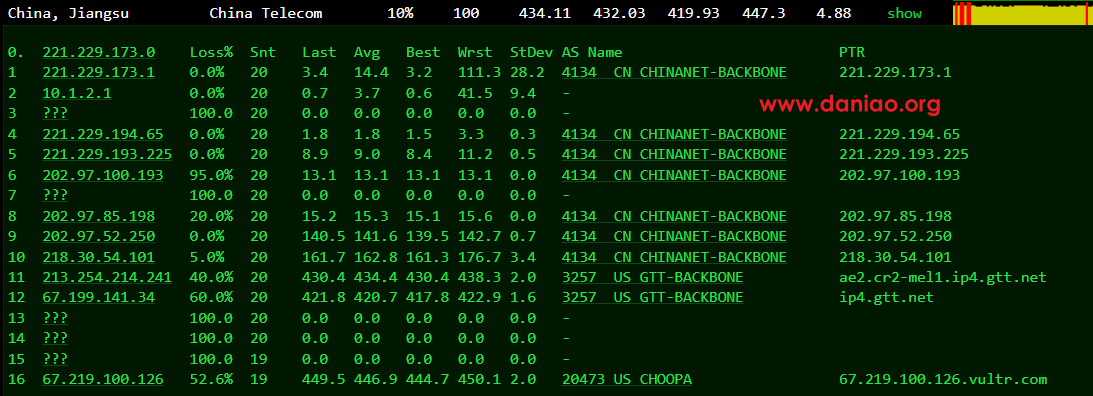 China, Jiangsu China Telecom 10% 100 434.11 432.03 419.93 447.3 4.88 show
0. 221.229.173.0 Loss% Snt Last Avg Best Wrst StDev AS Name PTR
1 221.229.173.1 0.0% 20 3.4 14.4 3.2 111.3 28.2 4134 CN CHINANET-BACKBONE 221.229.173.1
2 10.1.2.1 0.0% 20 0.7 3.7 0.6 41.5 9.4 -
www.daniao.org
3 ??? 100.0 20 0.0 0.0 0.0 0.0 0.0 -
4 221.229.194.65 0.0% 20 1.8 1.8 1.5 3.3 0.3 4134 CN CHINANET-BACKBONE 221.229.194.65
5 221.229.193.225 0.0% 20 8.9 9.0 8.4 11.2 0.5 4134 CN CHINANET-BACKBONE 221.229.193.225
6 202.97.100.193 95.0% 20 13.1 13.1 13.1 13.1 0.0 4134 CN CHINANET-BACKBONE 202.97.100.193
7 ??? 100.0 20 0.0 0.0 0.0 0.0 0.0 -
8 202.97.85.198 20.0% 20 15.2 15.3 15.1 15.6 0.0 4134 CN CHINANET-BACKBONE 202.97.85.198
9 202.97.52.250 0.0% 20 140.5 141.6 139.5 142.7 0.7 4134 CN CHINANET-BACKBONE 202.97.52.250
10 218.30.54.101 5.0% 20 161.7 162.8 161.3 176.7 3.4 4134 CN CHINANET-BACKBONE 218.30.54.101
11 213.254.214.241 40.0% 20 430.4 434.4 430.4 438.3 2.0 3257 US GTT-BACKBONE ae2.cr2-mel1.ip4.gtt.net
12 67.199.141.34 60.0% 20 421.8 420.7 417.8 422.9 1.6 3257 US GTT-BACKBONE ip4.gtt.net
13 ??? 100.0 20 0.0 0.0 0.0 0.0 0.0 -
14 ??? 100.0 20 0.0 0.0 0.0 0.0 0.0 -
15 ??? 100.0 19 0.0 0.0 0.0 0.0 0.0 -
16 67.219.100.126 52.6% 19 449.5 446.9 444.7 450.1 2.0 20473 US CHOOPA 67.219.100.126.vultr.com